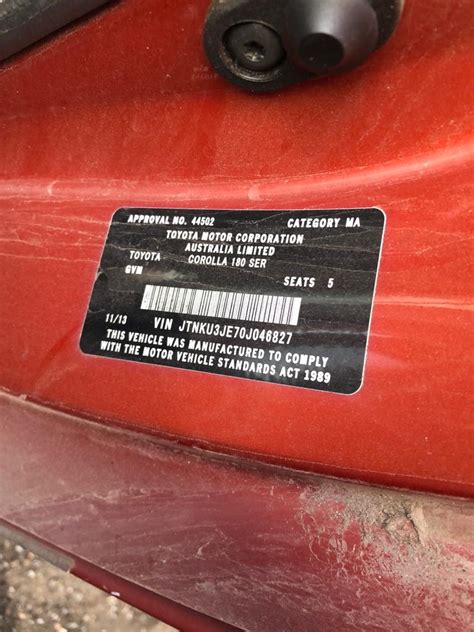 APPROVAL NO. 44502 CATEGORY MA
TOYOTA MOTOR CORPORATION
AUSTRALIA LIMITED
TOYOTA COROLLA 180 SER
GVM SEATS 5
11/13 VIN JTNKU3JE70J046827
THIS VEHICLE WAS MANUFACTURED TO COMPLY
WITH THE MOTOR VEHICLE STANDARDS ACT 1989